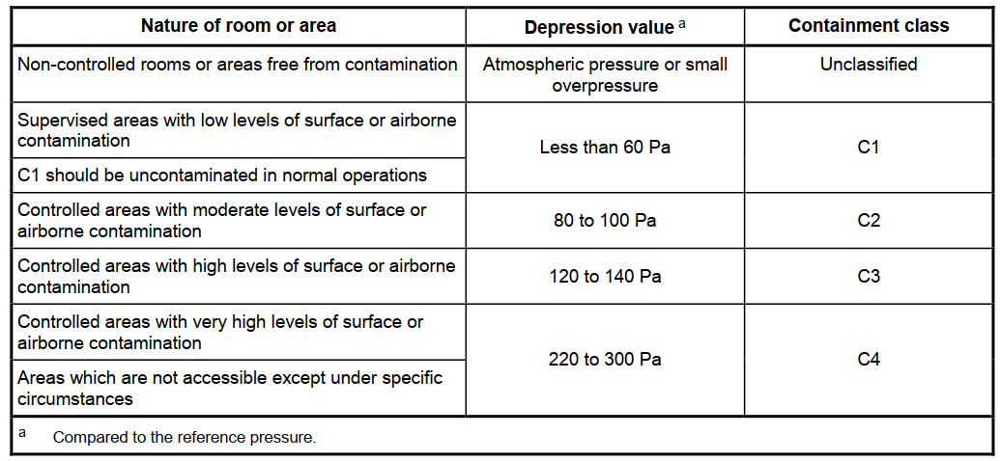 Nature of room or area
Depression value a
Containment class
Non-controlled rooms or areas free from contamination
Atmospheric pressure or small
overpressure
Unclassified
Supervised areas with low levels of surface or airborne
contamination
C1 should be uncontaminated in normal operations
Less than 60 Pa
C1
Controlled areas with moderate levels of surface or
airborne contamination
80 to 100 Pa
C2
Controlled areas with high levels of surface or airborne
contamination
120 to 140 Pa
C3
Controlled areas with very high levels of surface or
airborne contamination
Areas which are not accessible except under specific
circumstances
220 to 300 Pa
C4
a Compared to the reference pressure.